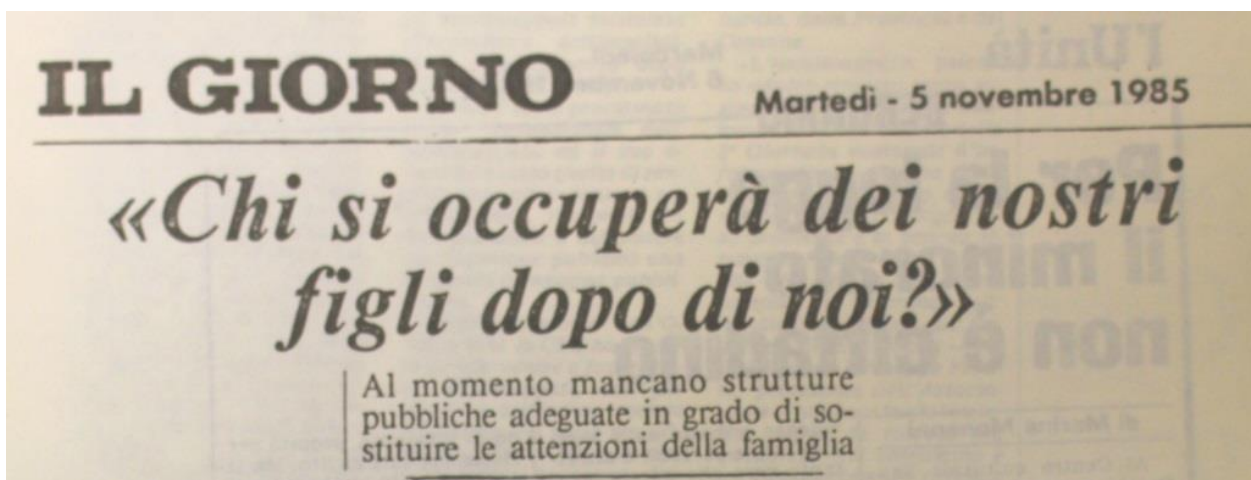 IL GIORNO
Martedì - 5 novembre 1985
«Chi si occuperà dei nostri
figli dopo di noi?»
Al momento mancano strutture
pubbliche adeguate in grado di so-
stituire le attenzioni della famiglia